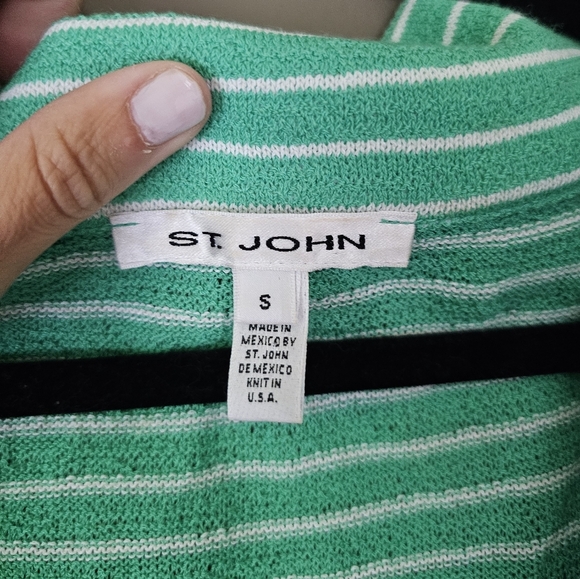 ST. JOHN
S
MADE IN
MEXICO BY
ST. JOHN
DE MEXICO
KNIT IN
U.S.A.